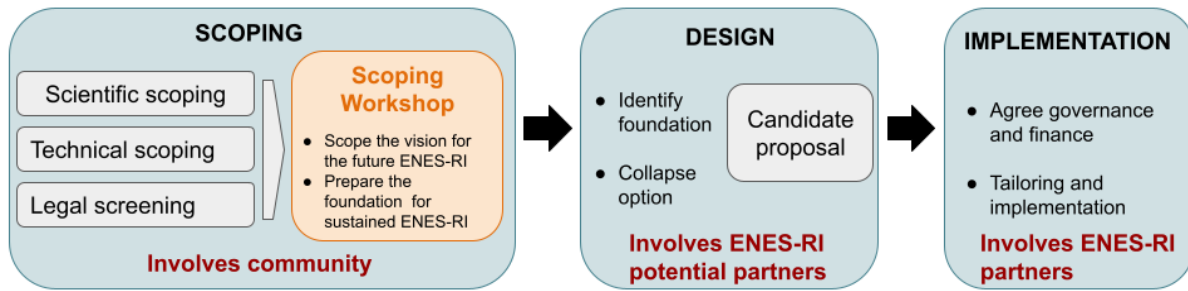 SCOPING
Scientific scoping
Technical scoping
Legal screening
Scoping
Workshop
● Scope the vision for
the future ENES-RI
● Prepare the
foundation for
sustained ENES-RI
Involves community
DESIGN
● Identify
foundation
● Collapse
option
Candidate
proposal
Involves ENES-RI
potential partners
IMPLEMENTATION
● Agree governance
and finance
● Tailoring and
implementation
Involves ENES-RI
partners